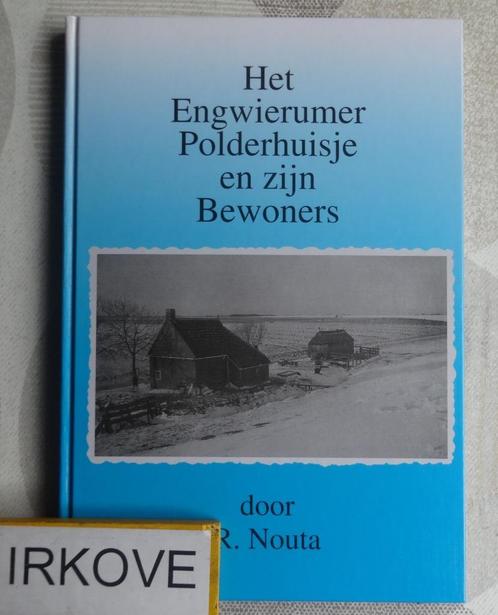 Het
Engwierumer
Polderhuisje
en zijn
Bewoners
door
R. Nouta
IRKOVE